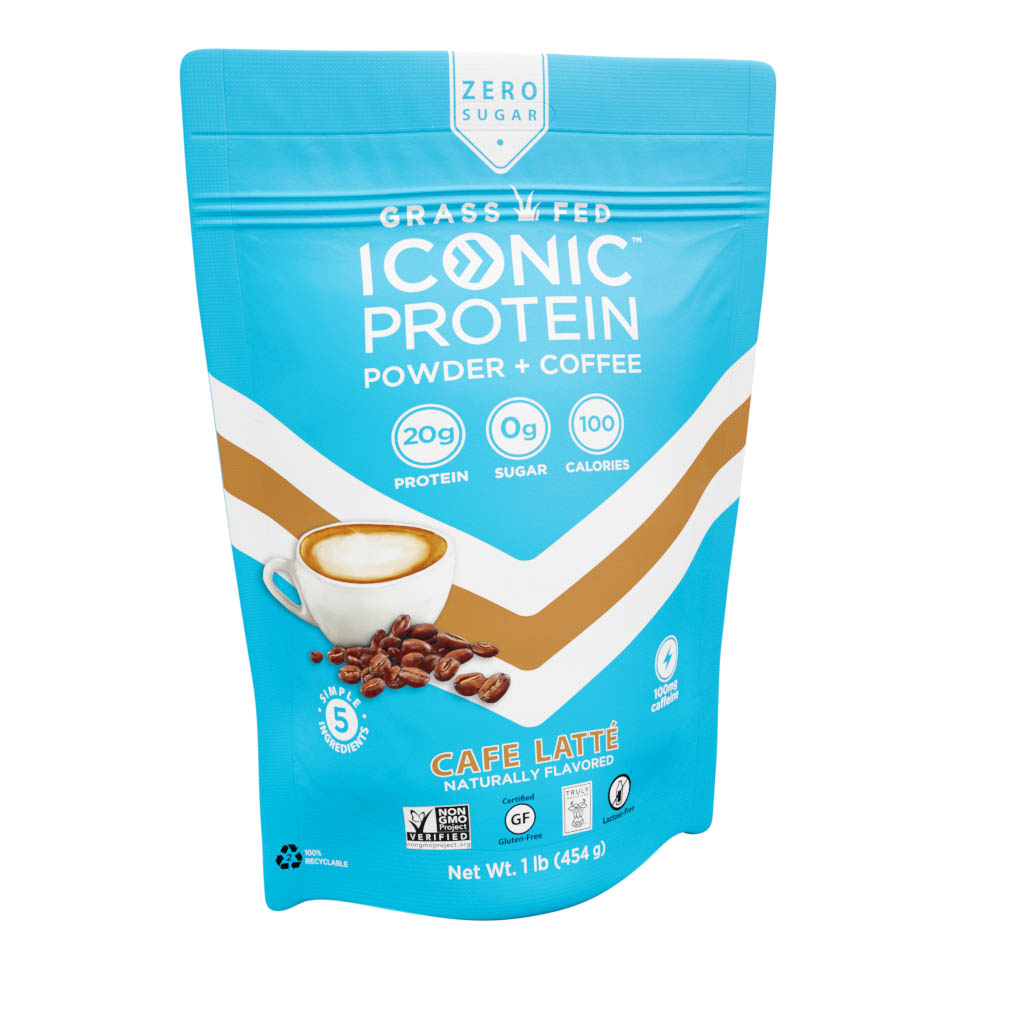 ZERO
SUGAR
GRASS FED
ICONIC™
PROTEIN
POWDER + COFFEE
20g
PROTEIN
0g
SUGAR
100
CALORIES
100mg
caffeine
SIMPLE
5
INGREDIENTS
CAFE LATTÉ
NATURALLY FLAVORED
NON
GMO
Project
VERIFIED
nongmoproject.org
Certified
GF
Gluten-Free
TRULY
Lactose-Free
2
100%
RECYCLABLE
Net Wt. 1 lb (454 g)